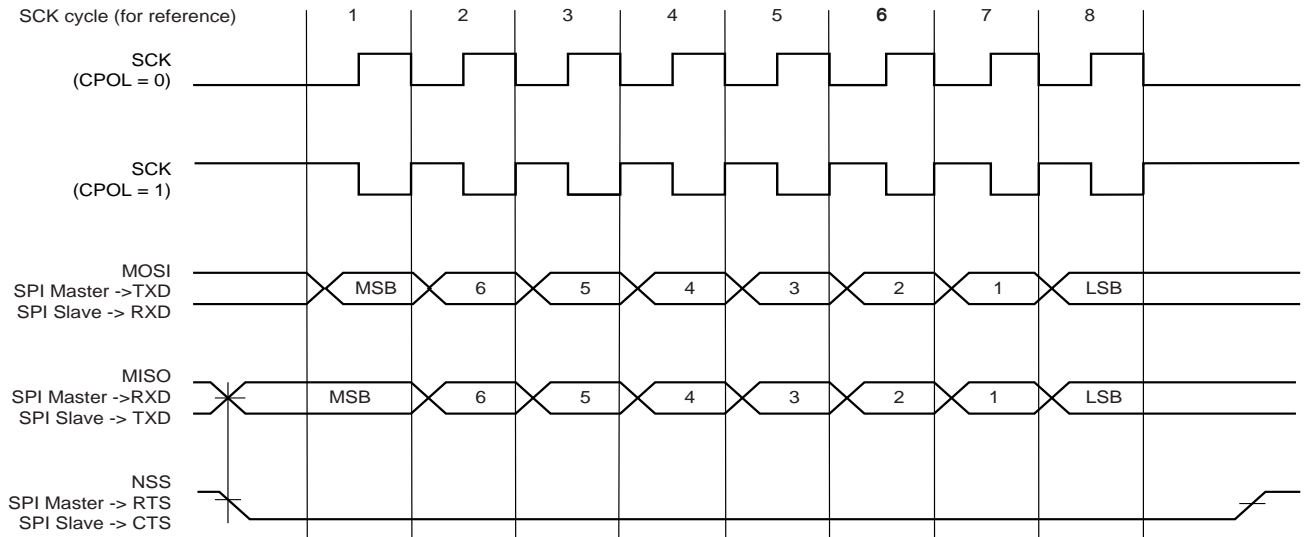 SCK cycle (for reference) 1 2 3 4 5 6 7 8
SCK
(CPOL = 0)
SCK
(CPOL = 1)
MOSI
SPI Master ->TXD
SPI Slave -> RXD
MSB 6 5 4 3 2 1 LSB
MISO
SPI Master ->RXD
SPI Slave -> TXD
MSB 6 5 4 3 2 1 LSB
NSS
SPI Master -> RTS
SPI Slave -> CTS